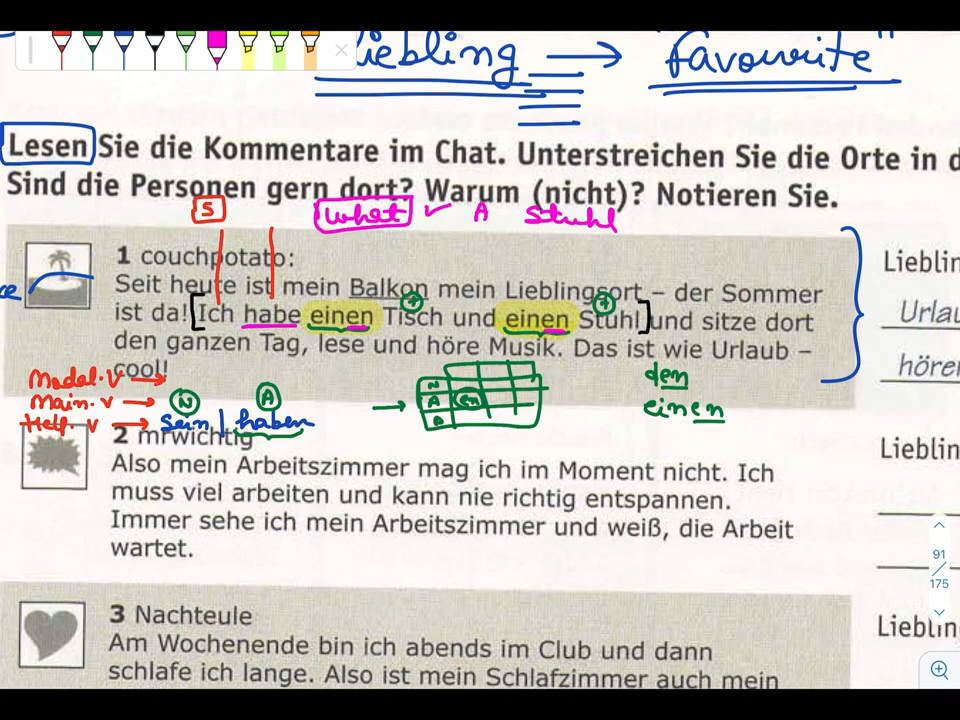 Liebling → "Favourite"
Lesen Sie die Kommentare im Chat. Unterstreichen Sie die Orte in d
Sind die Personen gern dort? Warum (nicht)? Notieren Sie.
S what ✓ A Stuhl
1 couchpotato:
Seit heute ist mein Balkon mein Lieblingsort – der Sommer
ist da! [Ich habe einen Tisch und einen Stuhl] und sitze dort
den ganzen Tag, lese und höre Musik. Das ist wie Urlaub –
cool!
Lieblin
Urlau
hören
Modal. V →
Main. V → N A
Help. V → sein / haben
→ N A en D
den
einen
2 mrwichtig
Also mein Arbeitszimmer mag ich im Moment nicht. Ich
muss viel arbeiten und kann nie richtig entspannen.
Immer sehe ich mein Arbeitszimmer und weiß, die Arbeit
wartet.
Lieblin
91
/
175
3 Nachteule
Am Wochenende bin ich abends im Club und dann
schlafe ich lange. Also ist mein Schlafzimmer auch mein
Lieblin